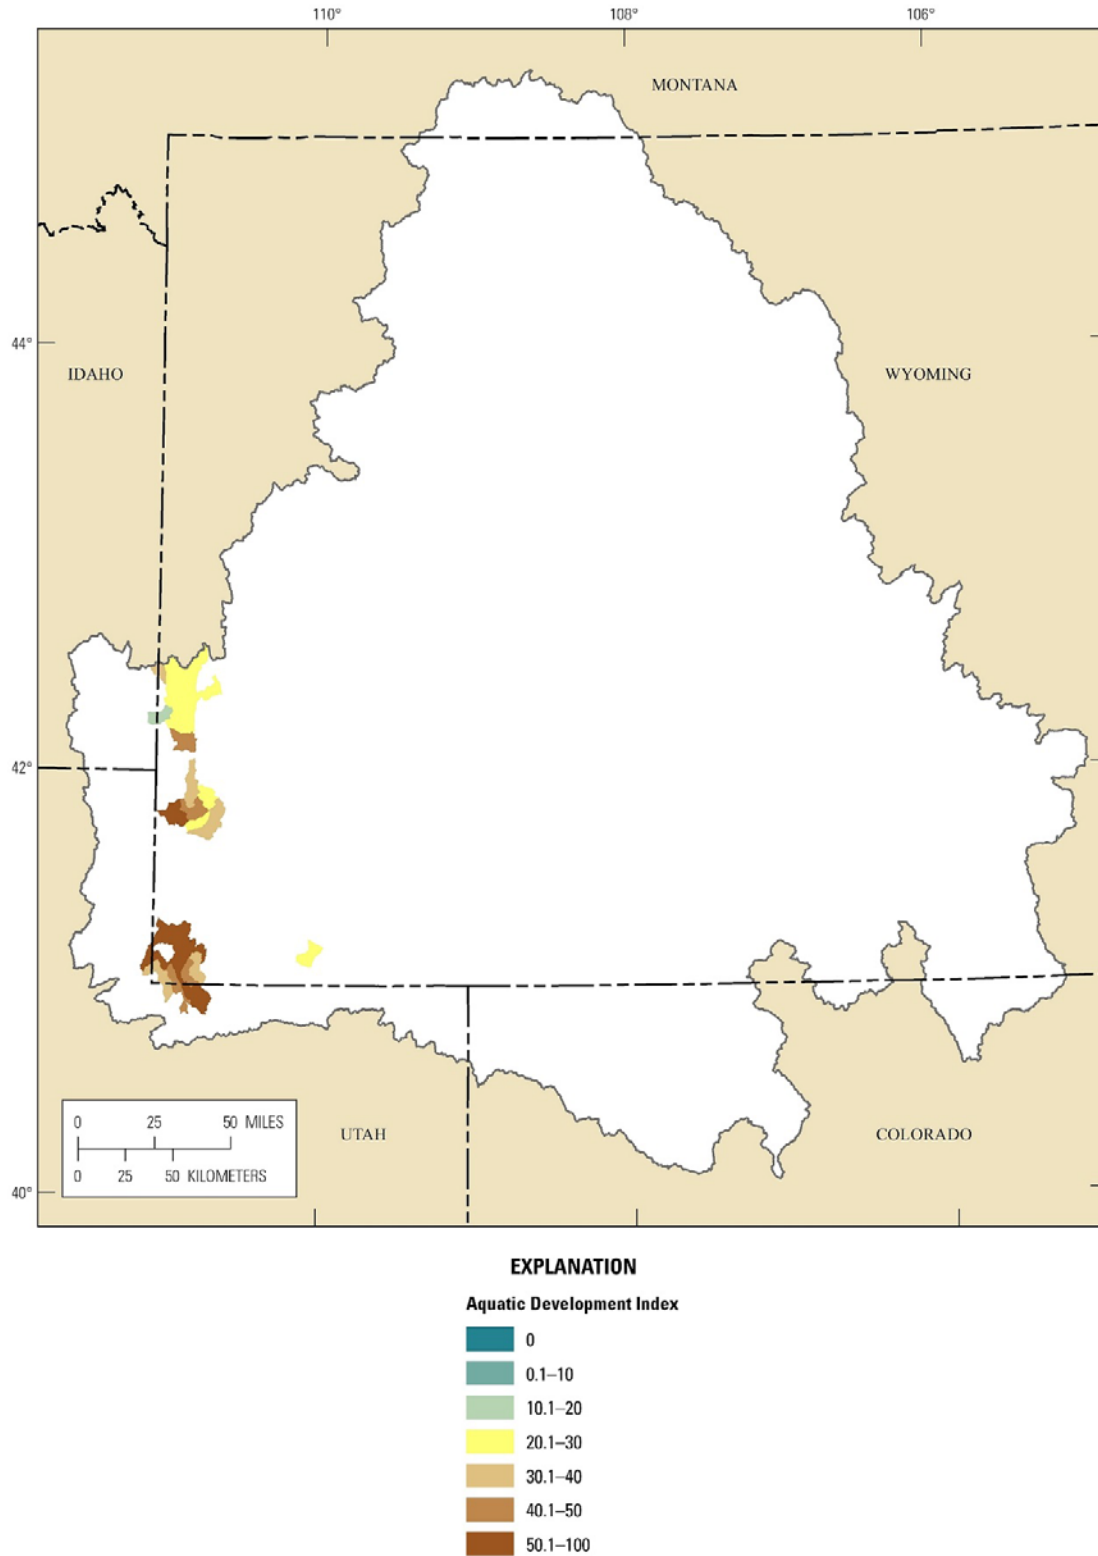 110° 108° 106°
MONTANA
44°
IDAHO WYOMING
42°
0 25 50 MILES
0 25 50 KILOMETERS
UTAH COLORADO
40°
EXPLANATION
Aquatic Development Index
0
0.1–10
10.1–20
20.1–30
30.1–40
40.1–50
50.1–100